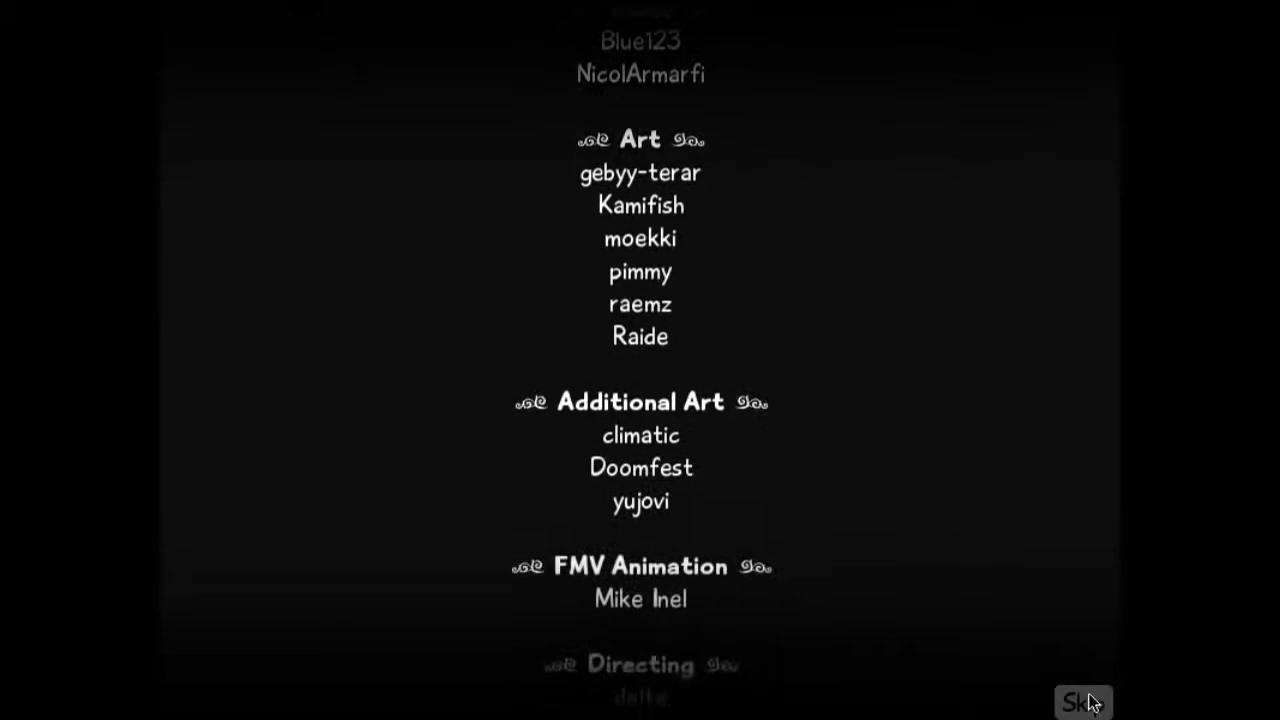 Blue123
NicolArmarfi
Art
gebyy-terar
Kamifish
moekki
pimmy
raemz
Raide
Additional Art
climatic
Doomfest
yujovi
FMV Animation
Mike Inel
Directing
delta